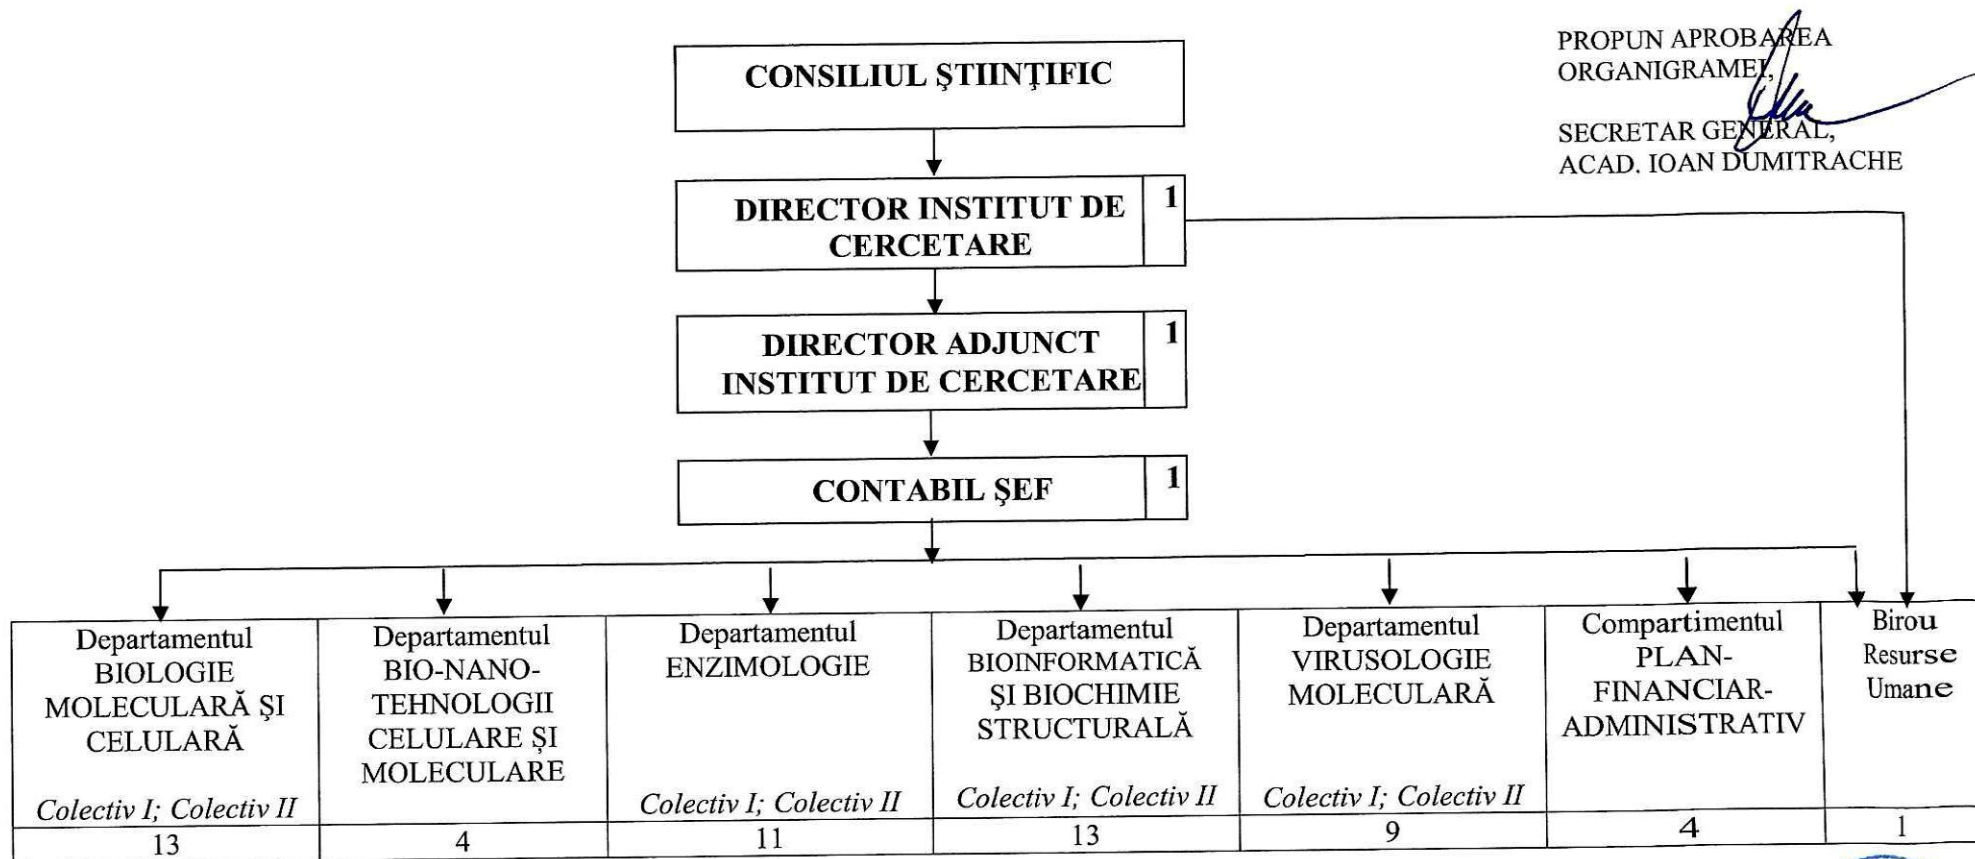 PROPUN APROBAREA
ORGANIGRAMEI,
SECRETAR GENERAL,
ACAD. IOAN DUMITRACHE
CONSILIUL ŞTIINŢIFIC
DIRECTOR INSTITUT DE
CERCETARE
1
DIRECTOR ADJUNCT
INSTITUT DE CERCETARE
1
CONTABIL ŞEF
1
Departamentul
BIOLOGIE
MOLECULARĂ ŞI
CELULARĂ
Colectiv I; Colectiv II
13
Departamentul
BIO-NANO-
TEHNOLOGII
CELULARE ȘI
MOLECULARE
4
Departamentul
ENZIMOLOGIE
Colectiv I; Colectiv II
11
Departamentul
BIOINFORMATICĂ
ŞI BIOCHIMIE
STRUCTURALĂ
Colectiv I; Colectiv II
13
Departamentul
VIRUSOLOGIE
MOLECULARĂ
Colectiv I; Colectiv II
9
Compartimentul
PLAN-
FINANCIAR-
ADMINISTRATIV
4
Birou
Resurse
Umane
1